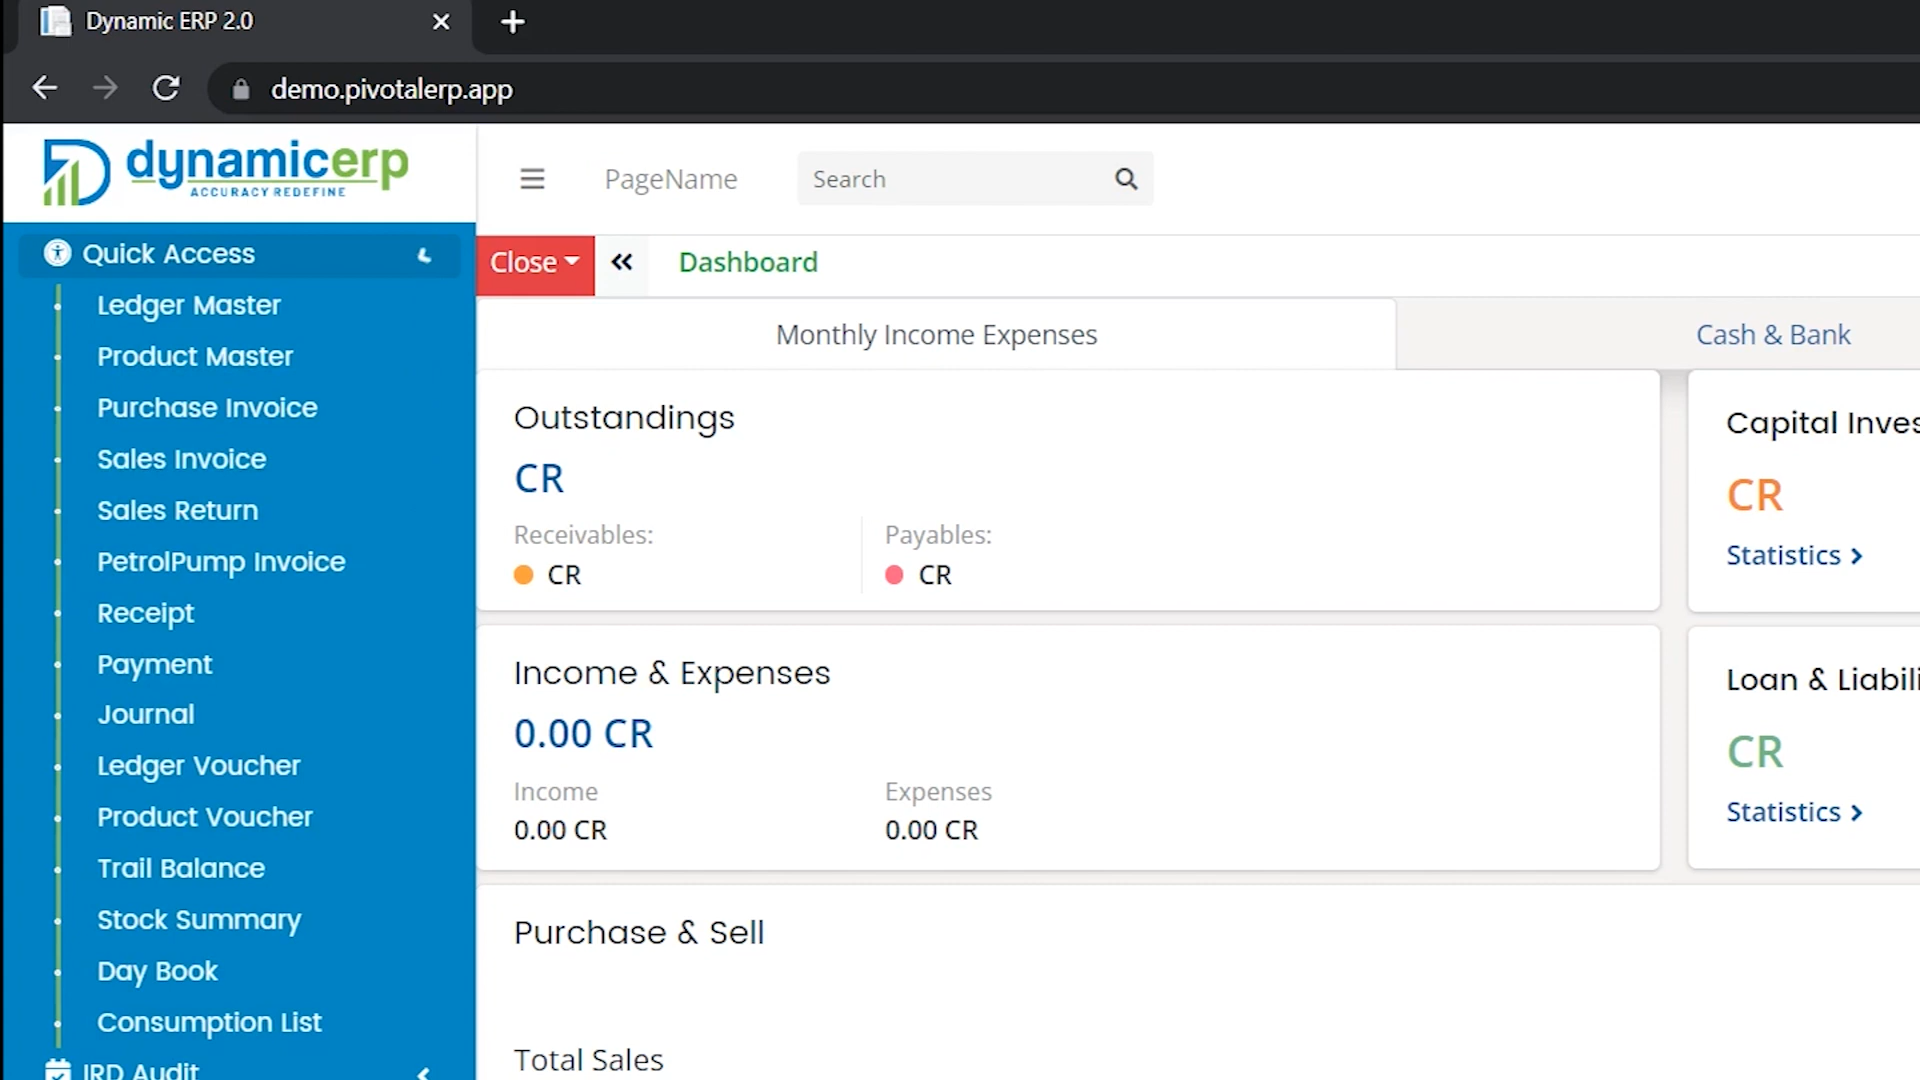 Dynamic ERP 2.0
demo.pivotalerp.app
dynamicerp
ACCURACY REDEFINE
PageName
Search
Quick Access
Close
Dashboard
Ledger Master
Product Master
Purchase Invoice
Sales Invoice
Sales Return
PetrolPump Invoice
Receipt
Payment
Journal
Ledger Voucher
Product Voucher
Trail Balance
Stock Summary
Day Book
Consumption List
IRD Audit
Monthly Income Expenses
Cash & Bank
Outstandings
CR
Receivables:
CR
Payables:
CR
Capital Inves
CR
Statistics
Income & Expenses
0.00 CR
Income
0.00 CR
Expenses
0.00 CR
Loan & Liabili
CR
Statistics
Purchase & Sell
Total Sales